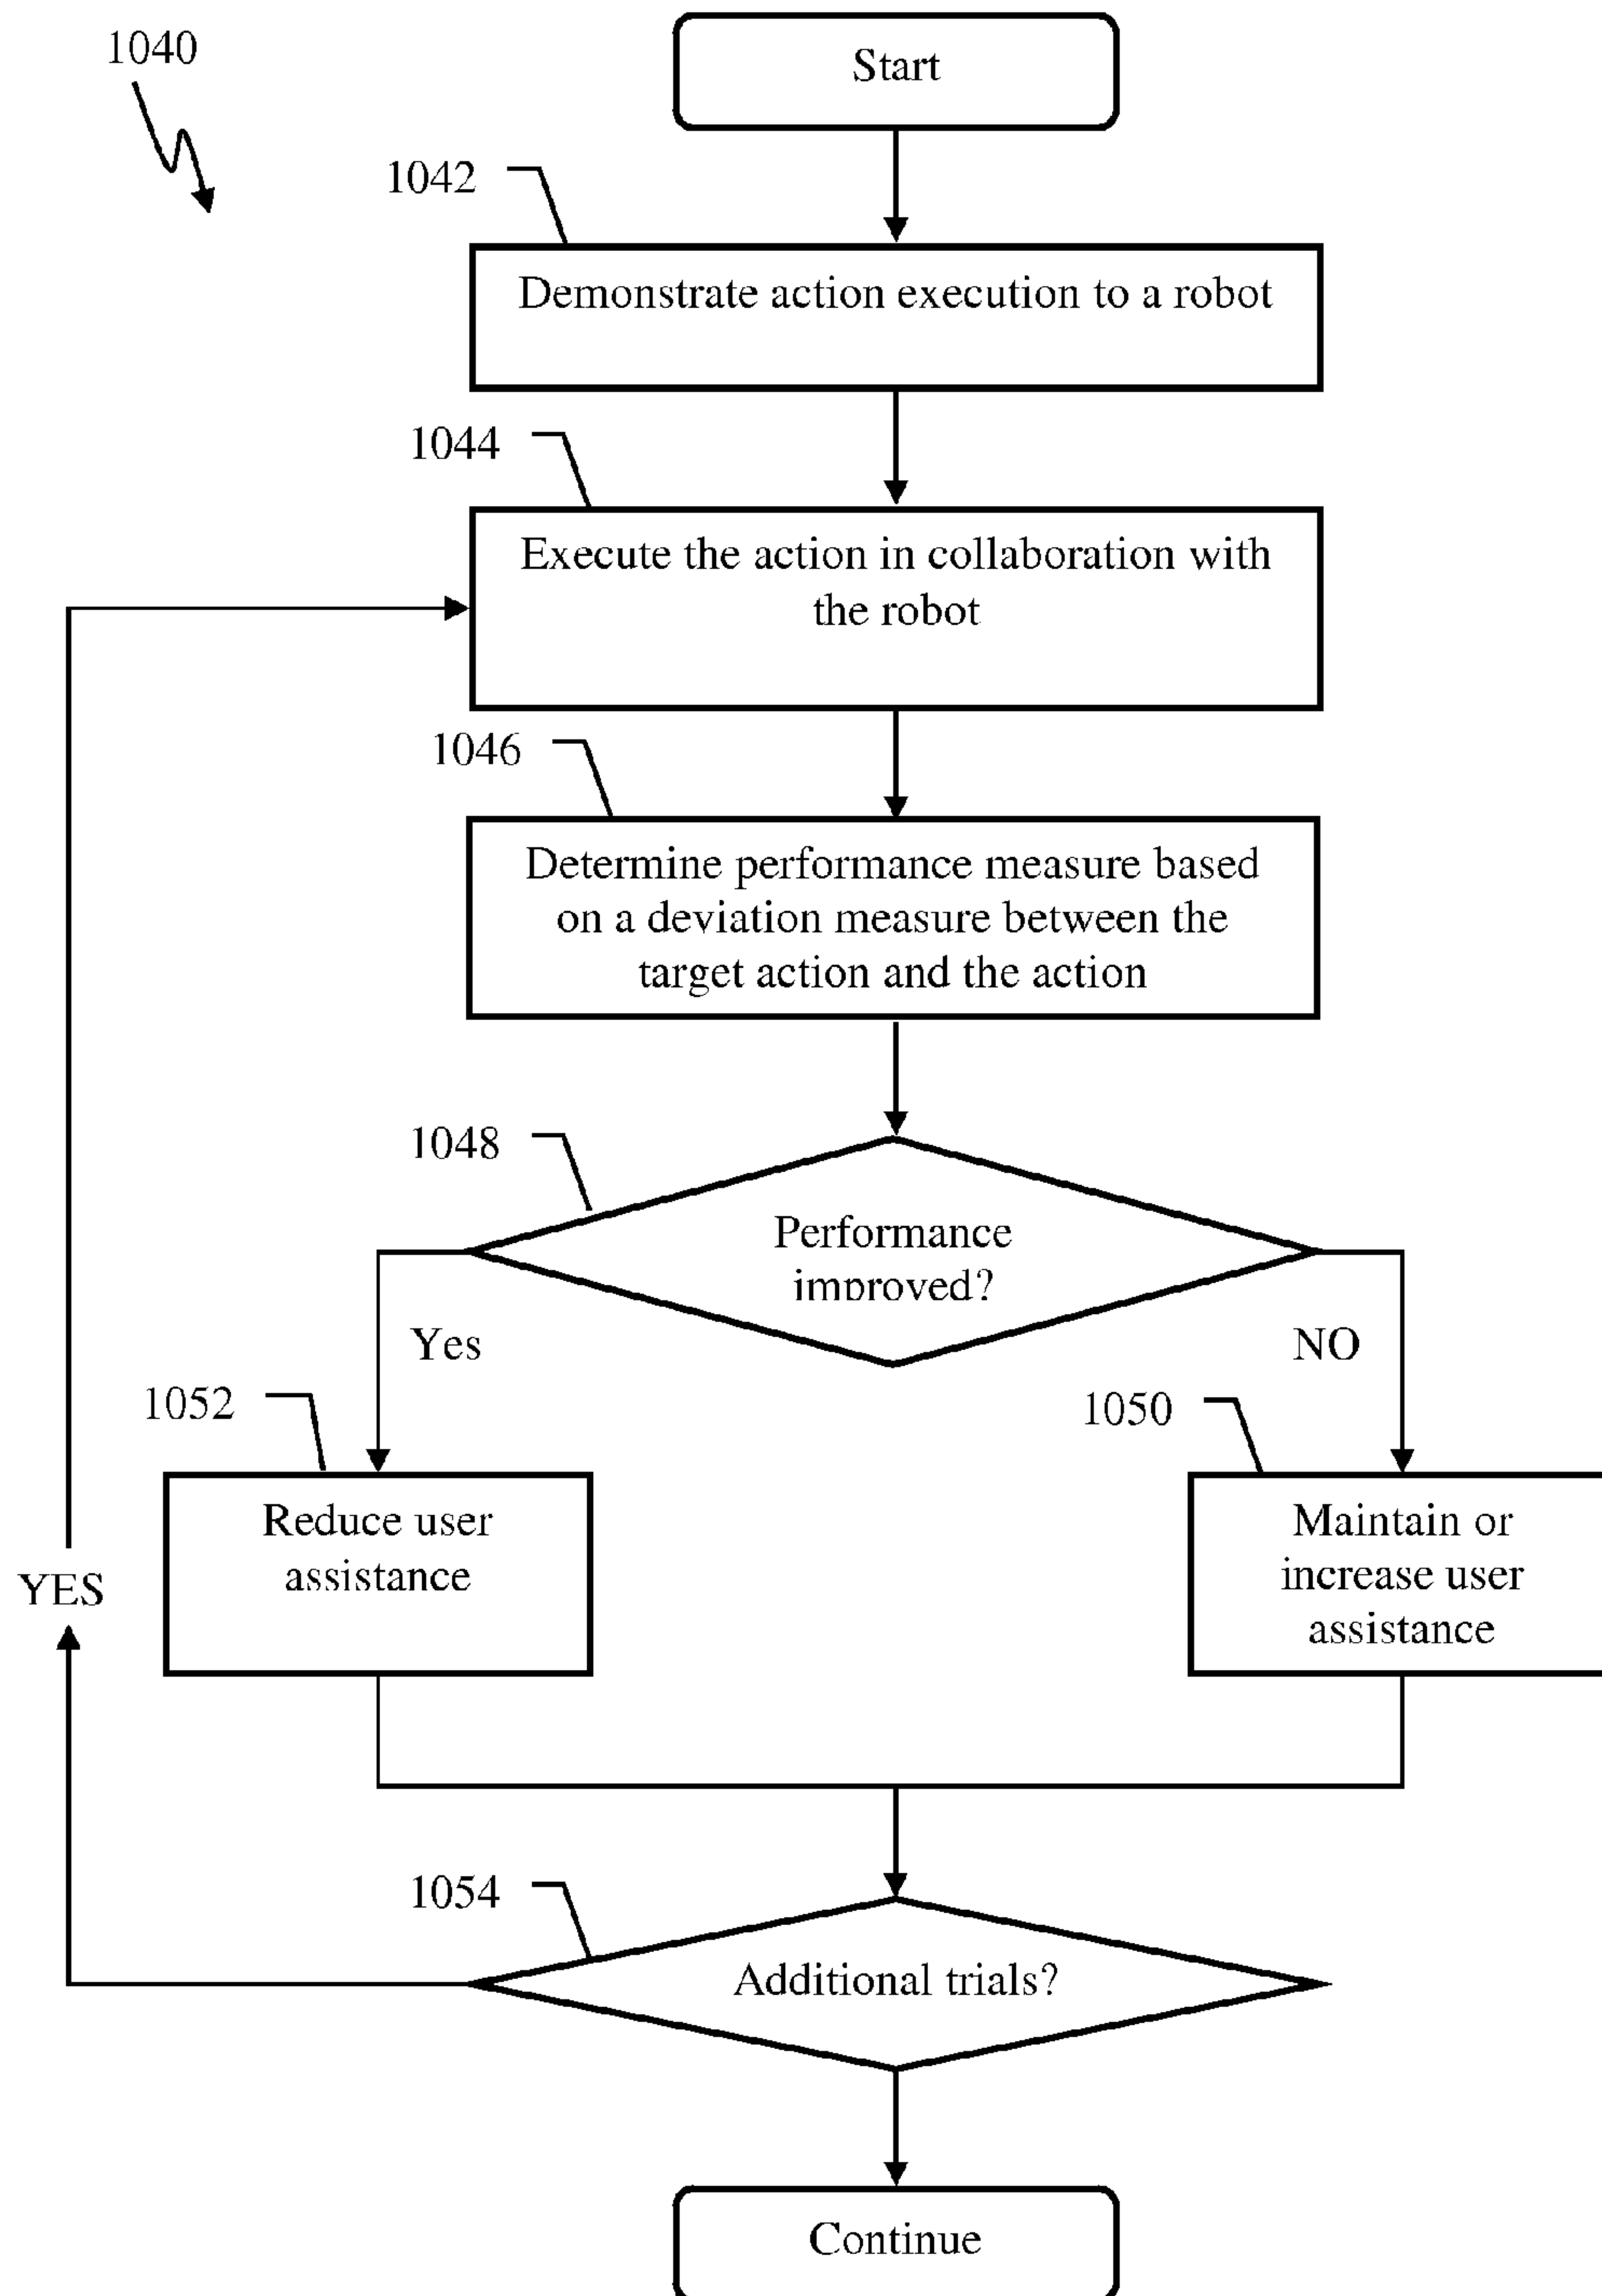 1040
Start
1042
Demonstrate action execution to a robot
1044
Execute the action in collaboration with
the robot
1046
Determine performance measure based
on a deviation measure between the
target action and the action
1048
Performance
improved?
Yes
NO
1052
1050
Reduce user
assistance
Maintain or
increase user
assistance
YES
1054
Additional trials?
Continue